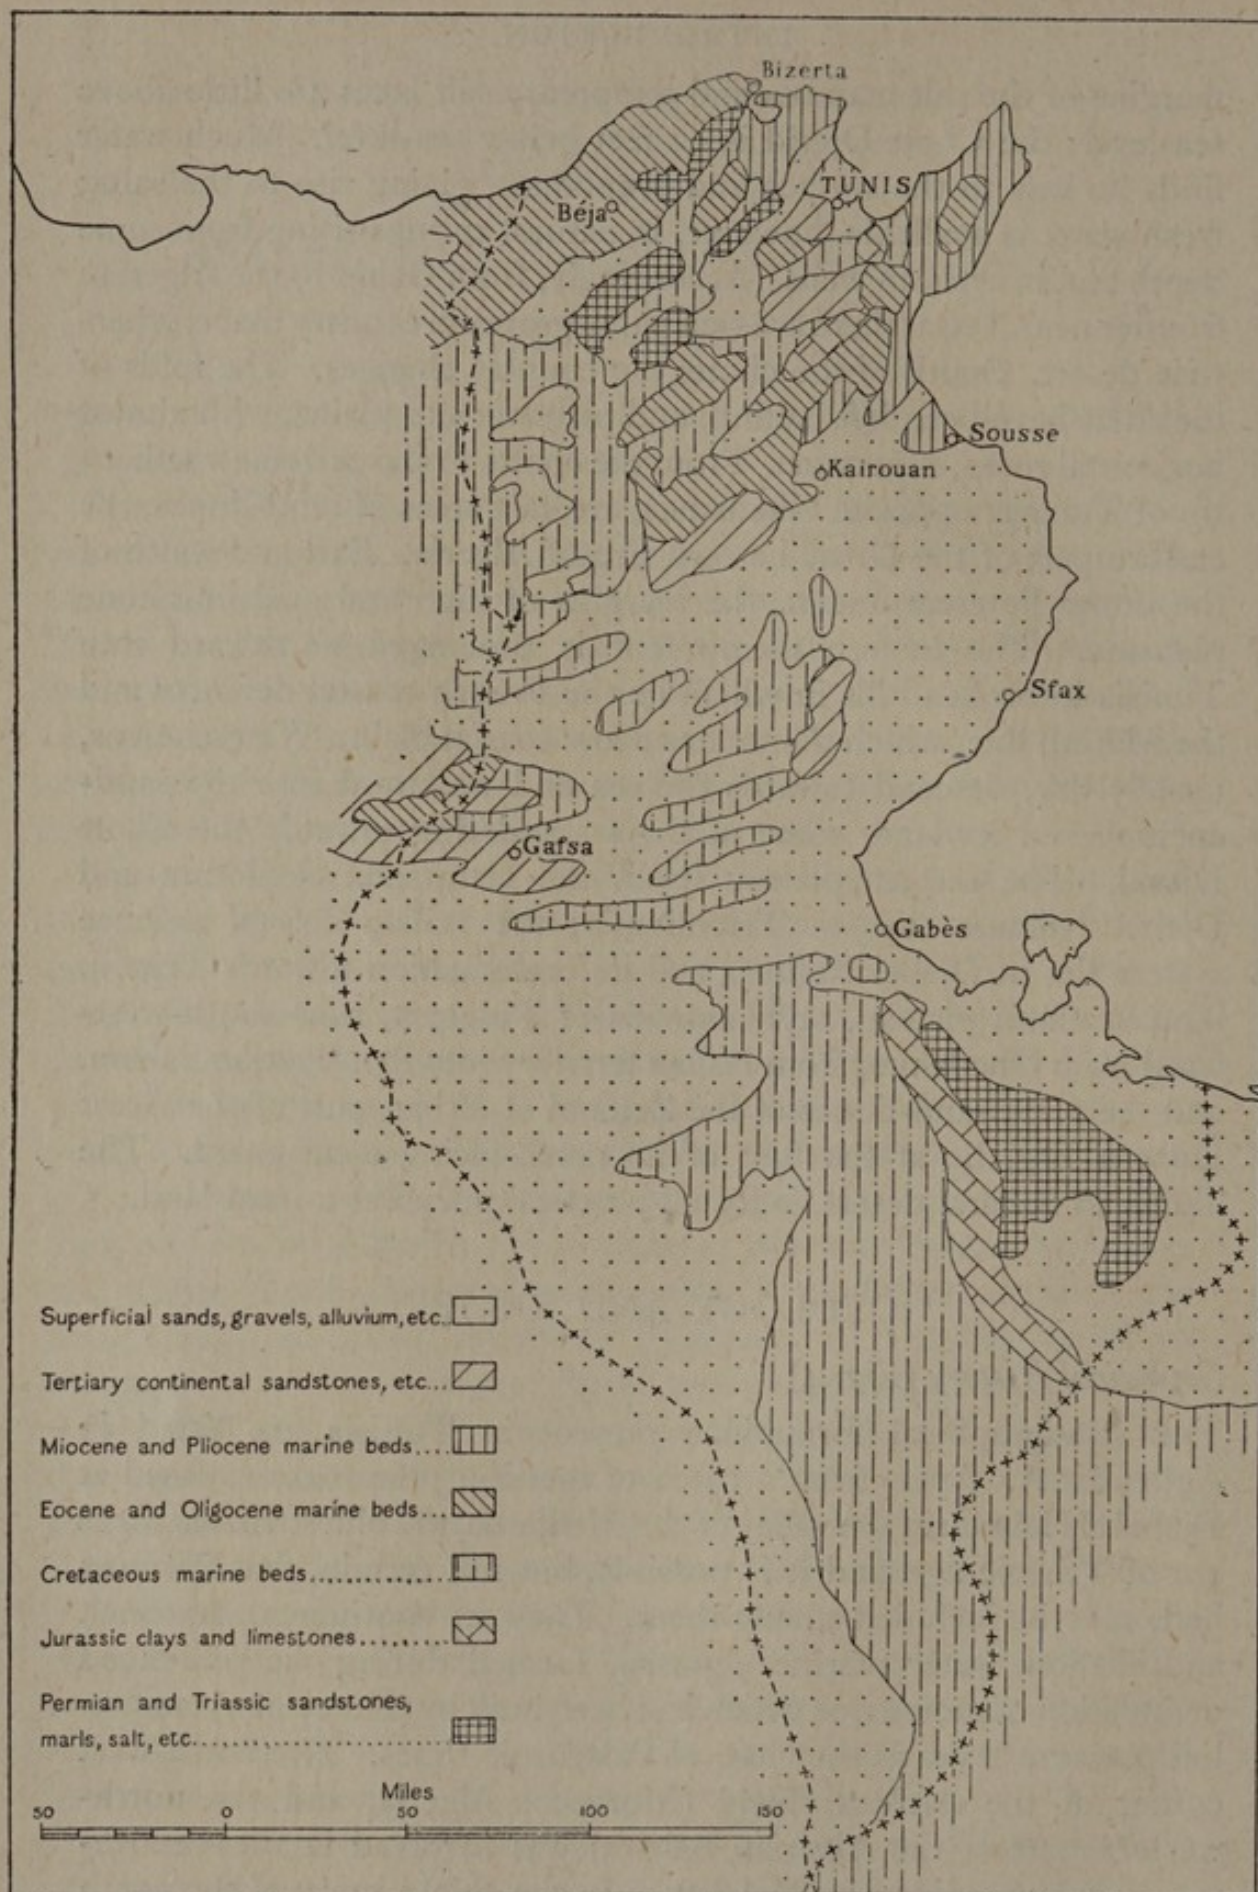 Bizerta
TUNIS
Béja
Sousse
Kairouan
Sfax
Gafsa
Gabès
Superficial sands, gravels, alluvium, etc..
Tertiary continental sandstones, etc...
Miocene and Pliocene marine beds....
Eocene and Oligocene marine beds...
Cretaceous marine beds..............
Jurassic clays and limestones.........
Permian and Triassic sandstones,
marls, salt, etc..........................
Miles
50 0 50 100 150